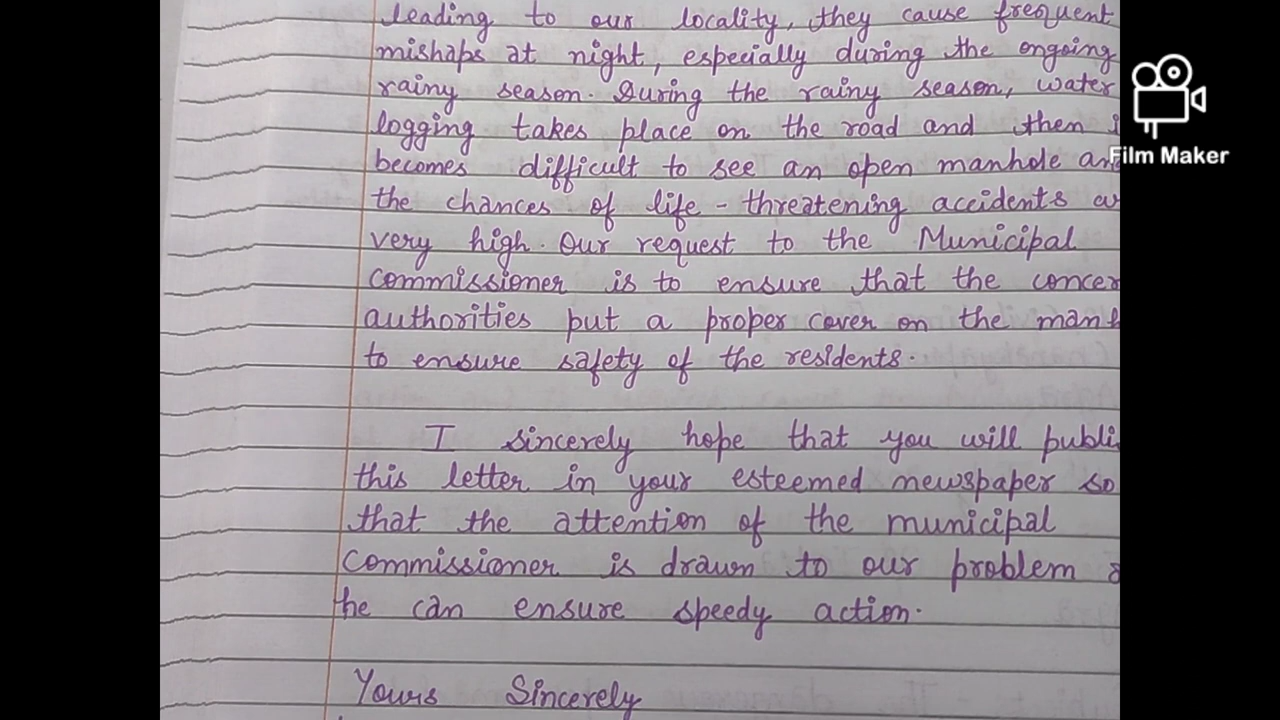 leading to our locality, they cause frequent
mishaps at night, especially during the ongoing
rainy season. During the rainy season, water
logging takes place on the road and then
becomes difficult to see an open manhole
the chances of life - threatening accidents
very high. Our request to the Municipal
commissioner is to ensure that the
authorities put a proper cover on the
to ensure safety of the residents.
I sincerely hope that you will
this letter in your esteemed newspaper so
that the attention of the municipal
commissioner is drawn to our problem
he can ensure speedy action.
Yours Sincerely
Film Maker